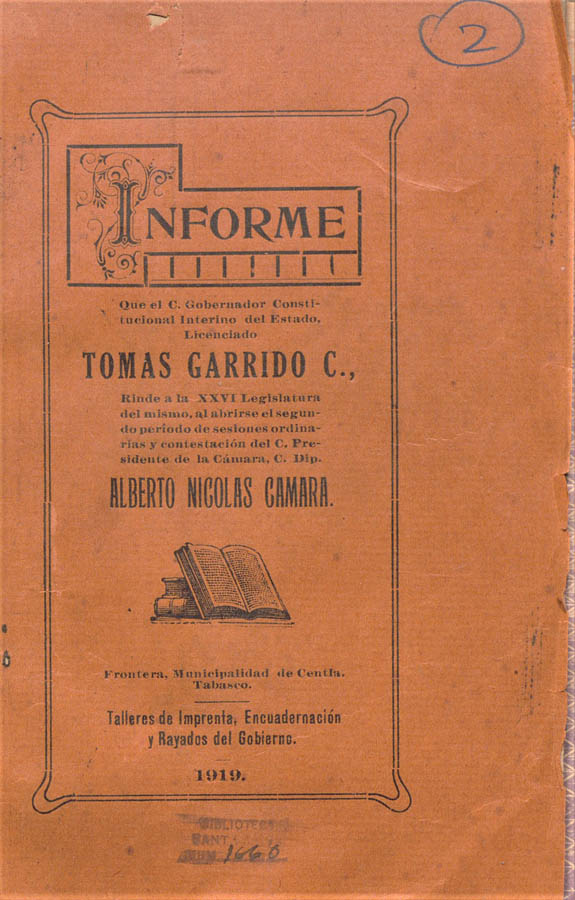 2
INFORME
Que el C. Gobernador Consti-
tucional Interino del Estado,
Licenciado
TOMAS GARRIDO C.,
Rinde a la XXVI Legislatura
del mismo, al abrirse el segun-
do periodo de sesiones ordina-
rias y contestación del C. Pre-
sidente de la Cámara, C. Dip.
ALBERTO NICOLAS CAMARA.
Frontera, Municipalidad de Centla.
Tabasco.
Talleres de Imprenta, Encuadernación
y Rayados del Gobierno.
1919.
BIBLIOTECA
SANT
NUM 1660